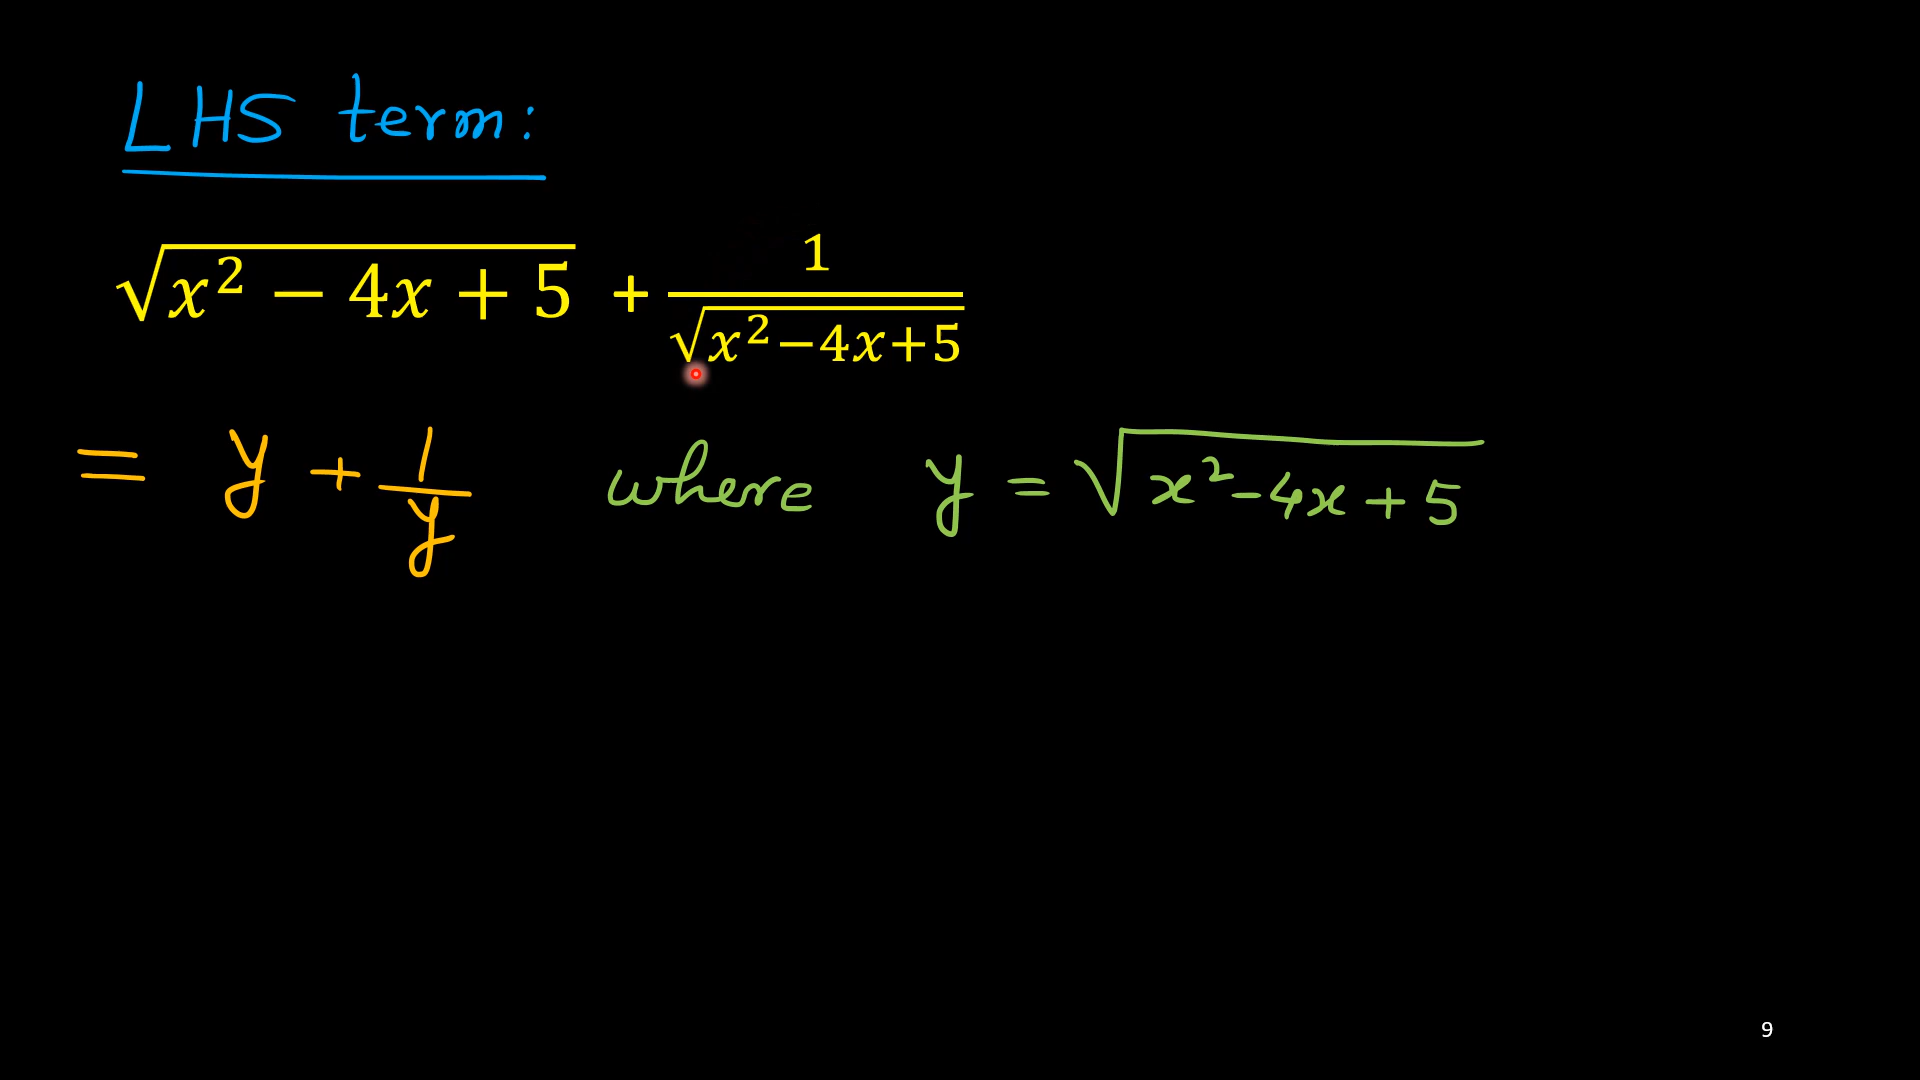 LHS term:
√(x² − 4x + 5) + 1/√(x²−4x+5)
= y + 1/y where y = √(x²−4x + 5)
9